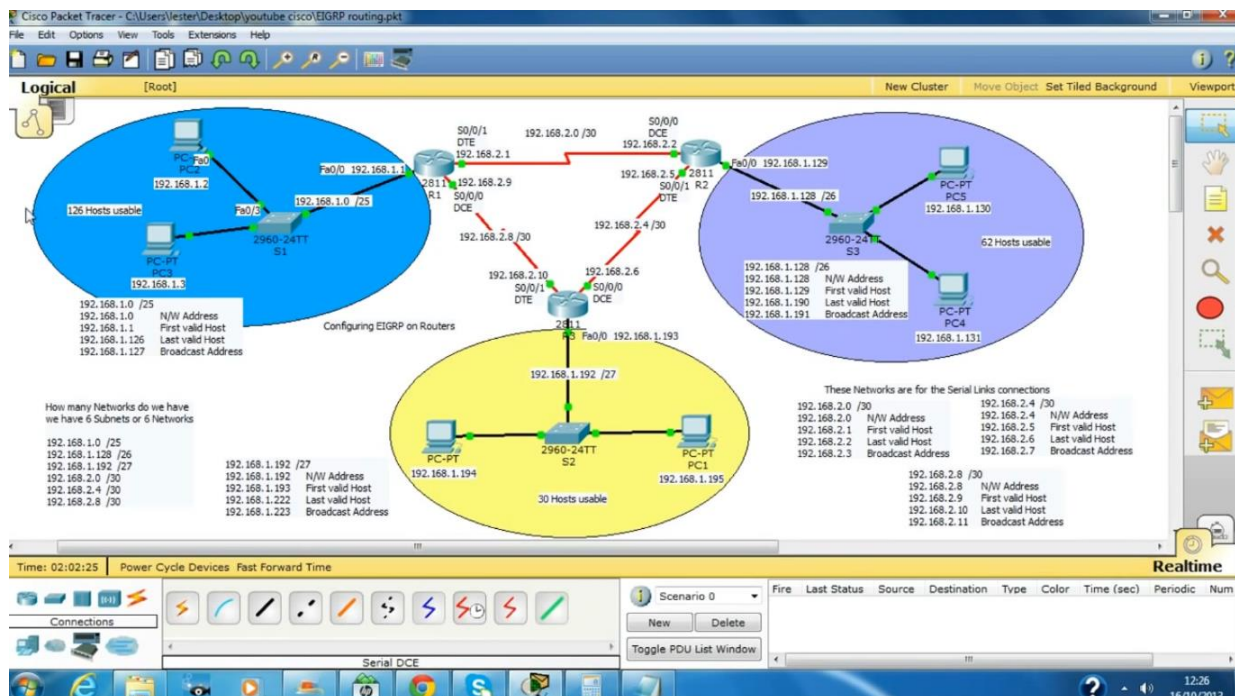 Cisco Packet Tracer - C:\Users\lester\Desktop\youtube cisco\EIGRP routing.pkt
File Edit Options View Tools Extensions Help
Logical [Root] New Cluster Move Object Set Tiled Background Viewport
PC-PT
PC2
Fa0
192.168.1.2
126 Hosts usable
Fa0/3
PC-PT
PC3
192.168.1.3
2960-24TT
S1
Fa0/0 192.168.1.1
192.168.1.0 /25
192.168.1.0 /25
192.168.1.0 N/W Address
192.168.1.1 First valid Host
192.168.1.126 Last valid Host
192.168.1.127 Broadcast Address
S0/0/1
DTE
192.168.2.1
192.168.2.0 /30
S0/0/0
DCE
192.168.2.2
2811
R1
192.168.2.9
S0/0/0
DCE
192.168.2.8 /30
2811
R2
192.168.2.5
S0/0/1
DTE
192.168.2.4 /30
192.168.2.10
S0/0/1
DTE
192.168.2.6
S0/0/0
DCE
2811
R3
Fa0/0 192.168.1.193
Configuring EIGRP on Routers
Fa0/0 192.168.1.129
192.168.1.128 /26
2960-24TT
S3
PC-PT
PC5
192.168.1.130
62 Hosts usable
PC-PT
PC4
192.168.1.131
192.168.1.128 /26
192.168.1.128 N/W Address
192.168.1.129 First valid Host
192.168.1.190 Last valid Host
192.168.1.191 Broadcast Address
192.168.1.192 /27
PC-PT
192.168.1.194
2960-24TT
S2
PC-PT
PC1
192.168.1.195
30 Hosts usable
How many Networks do we have
we have 6 Subnets or 6 Networks
192.168.1.0 /25
192.168.1.128 /26
192.168.1.192 /27
192.168.2.0 /30
192.168.2.4 /30
192.168.2.8 /30
192.168.1.192 /27
192.168.1.192 N/W Address
192.168.1.193 First valid Host
192.168.1.222 Last valid Host
192.168.1.223 Broadcast Address
These Networks are for the Serial Links connections
192.168.2.0 /30
192.168.2.0 N/W Address
192.168.2.1 First valid Host
192.168.2.2 Last valid Host
192.168.2.3 Broadcast Address
192.168.2.4 /30
192.168.2.4 N/W Address
192.168.2.5 First valid Host
192.168.2.6 Last valid Host
192.168.2.7 Broadcast Address
192.168.2.8 /30
192.168.2.8 N/W Address
192.168.2.9 First valid Host
192.168.2.10 Last valid Host
192.168.2.11 Broadcast Address
Time: 02:02:25 Power Cycle Devices Fast Forward Time Realtime
Connections
Serial DCE
Scenario 0
New Delete
Toggle PDU List Window
Fire Last Status Source Destination Type Color Time (sec) Periodic Num
12:26
16/10/2013